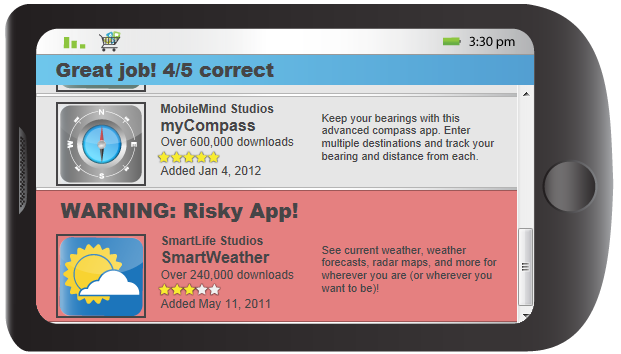 3:30 pm
Great job! 4/5 correct
MobileMind Studios
myCompass
Over 600,000 downloads
Added Jan 4, 2012
Keep your bearings with this
advanced compass app. Enter
multiple destinations and track your
bearing and distance from each.
N
E
S
W
WARNING: Risky App!
SmartLife Studios
SmartWeather
Over 240,000 downloads
Added May 11, 2011
See current weather, weather
forecasts, radar maps, and more for
wherever you are (or wherever you
want to be)!